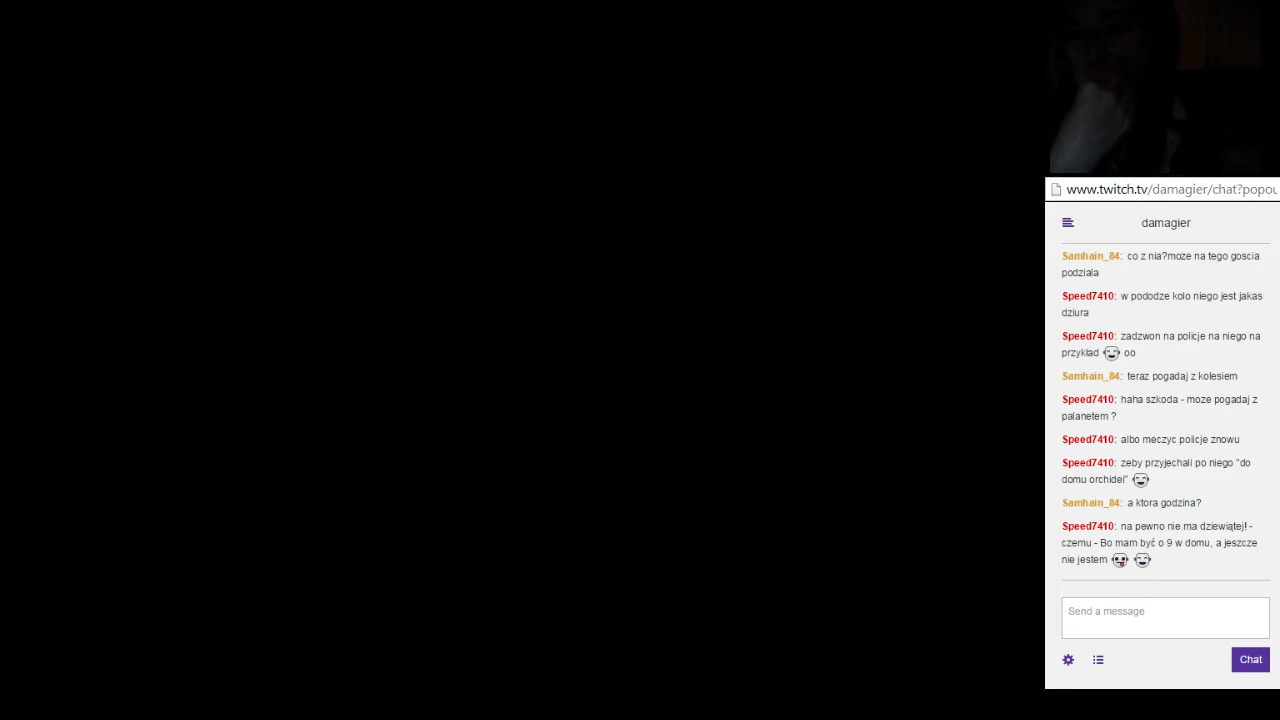 www.twitch.tv/damagier/chat?popou
damagier
Samhain_84: co z nia?moze na tego goscia
podziala
Speed7410: w pododze kolo niego jest jakas
dziura
Speed7410: zadzwon na policje na niego na
przyklad oo
Samhain_84: teraz pogadaj z kolesiem
Speed7410: haha szkoda - moze pogadaj z
palanetem ?
Speed7410: albo meczyc policje znowu
Speed7410: zeby przyjechali po niego "do
domu orchidei"
Samhain_84: a ktora godzina?
Speed7410: na pewno nie ma dziewiątej! -
czemu - Bo mam być o 9 w domu, a jeszcze
nie jestem
Send a message
Chat